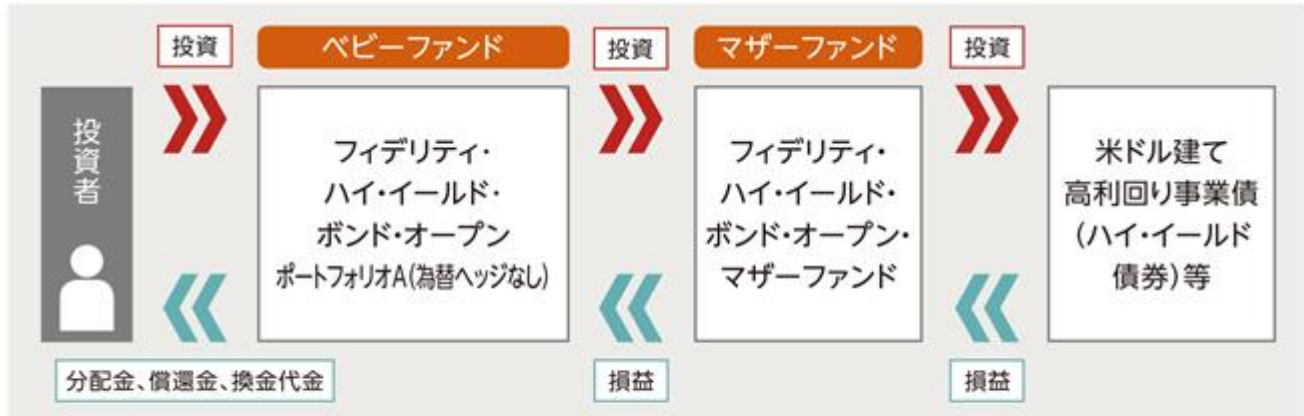 投資
ベビーファンド
投資
マザーファンド
投資
投資者
フィデリティ・
ハイ・イールド・
ボンド・オープン
ポートフォリオA(為替ヘッジなし)
フィデリティ・
ハイ・イールド・
ボンド・オープン・
マザーファンド
米ドル建て
高利回り事業債
(ハイ・イールド
債券)等
分配金、償還金、換金代金
損益
損益